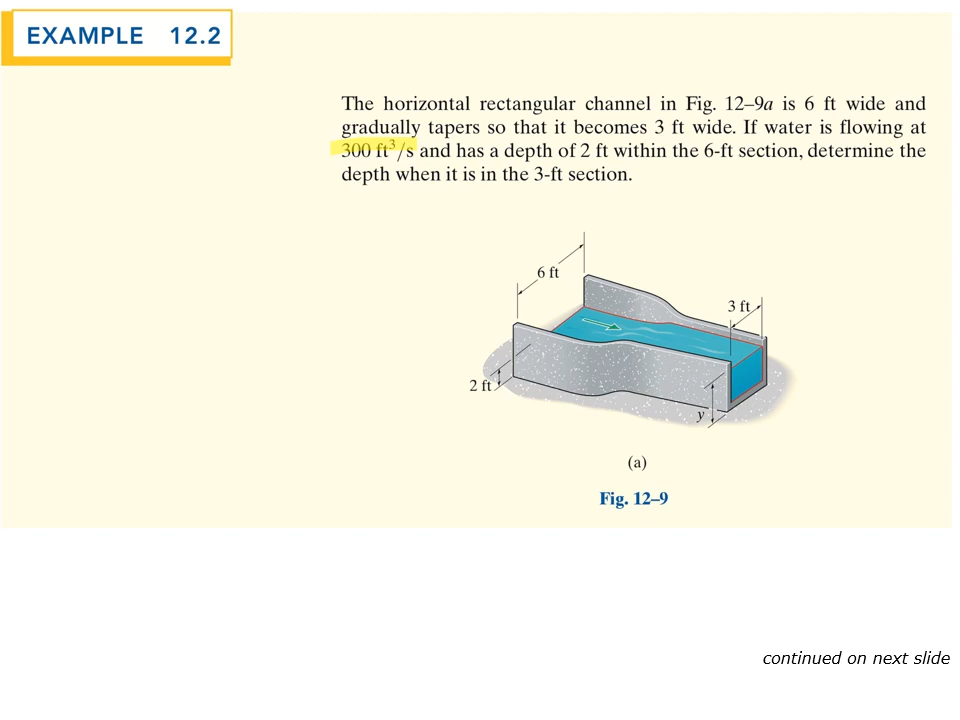 EXAMPLE 12.2
The horizontal rectangular channel in Fig. 12–9a is 6 ft wide and
gradually tapers so that it becomes 3 ft wide. If water is flowing at
300 ft³/s and has a depth of 2 ft within the 6-ft section, determine the
depth when it is in the 3-ft section.
6 ft
3 ft
2 ft
y
(a)
Fig. 12–9
continued on next slide